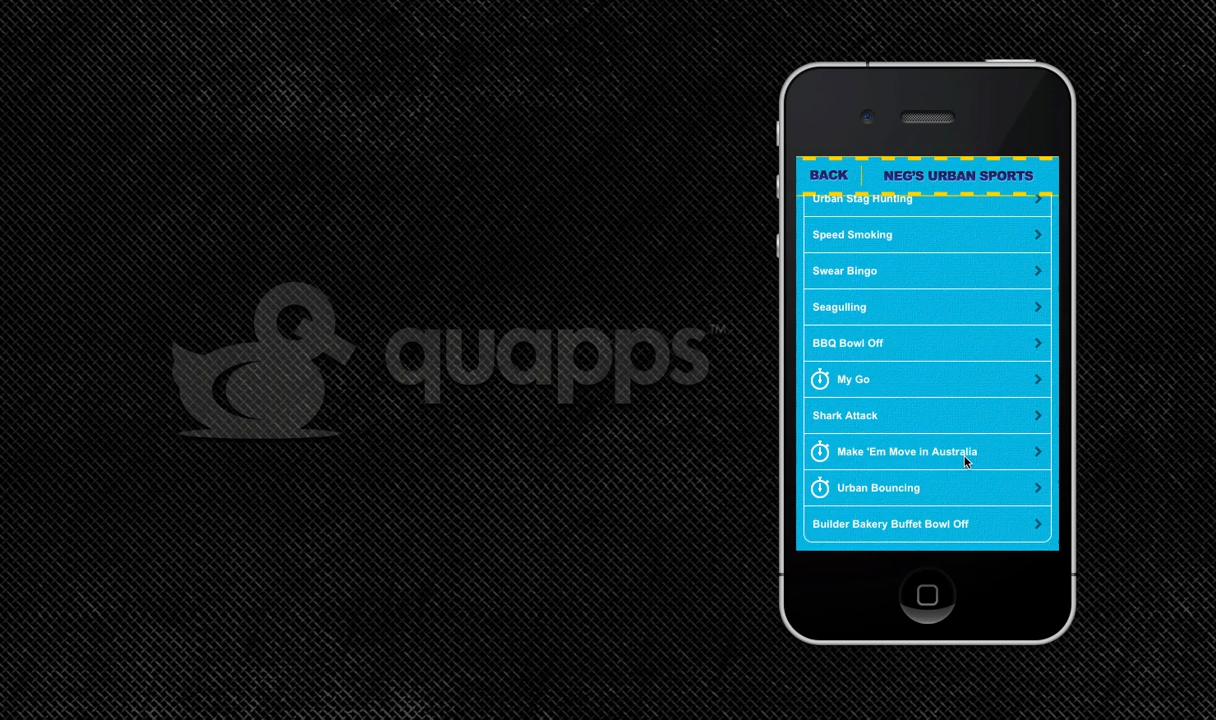 quapps™
BACK
NEG'S URBAN SPORTS
Urban Stag Hunting
Speed Smoking
Swear Bingo
Seagulling
BBQ Bowl Off
My Go
Shark Attack
Make 'Em Move in Australia
Urban Bouncing
Builder Bakery Buffet Bowl Off